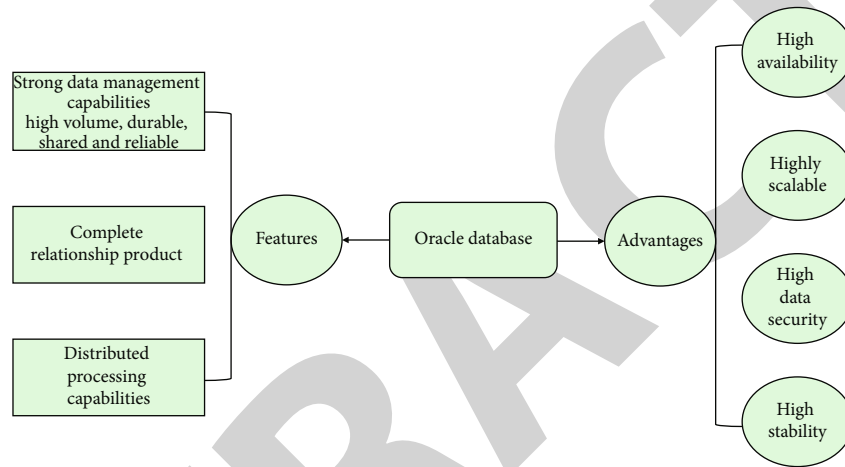 Strong data management
capabilities
high volume, durable,
shared and reliable
Complete
relationship product
Distributed
processing
capabilities
Features
Oracle database
Advantages
High
availability
Highly
scalable
High
data
security
High
stability